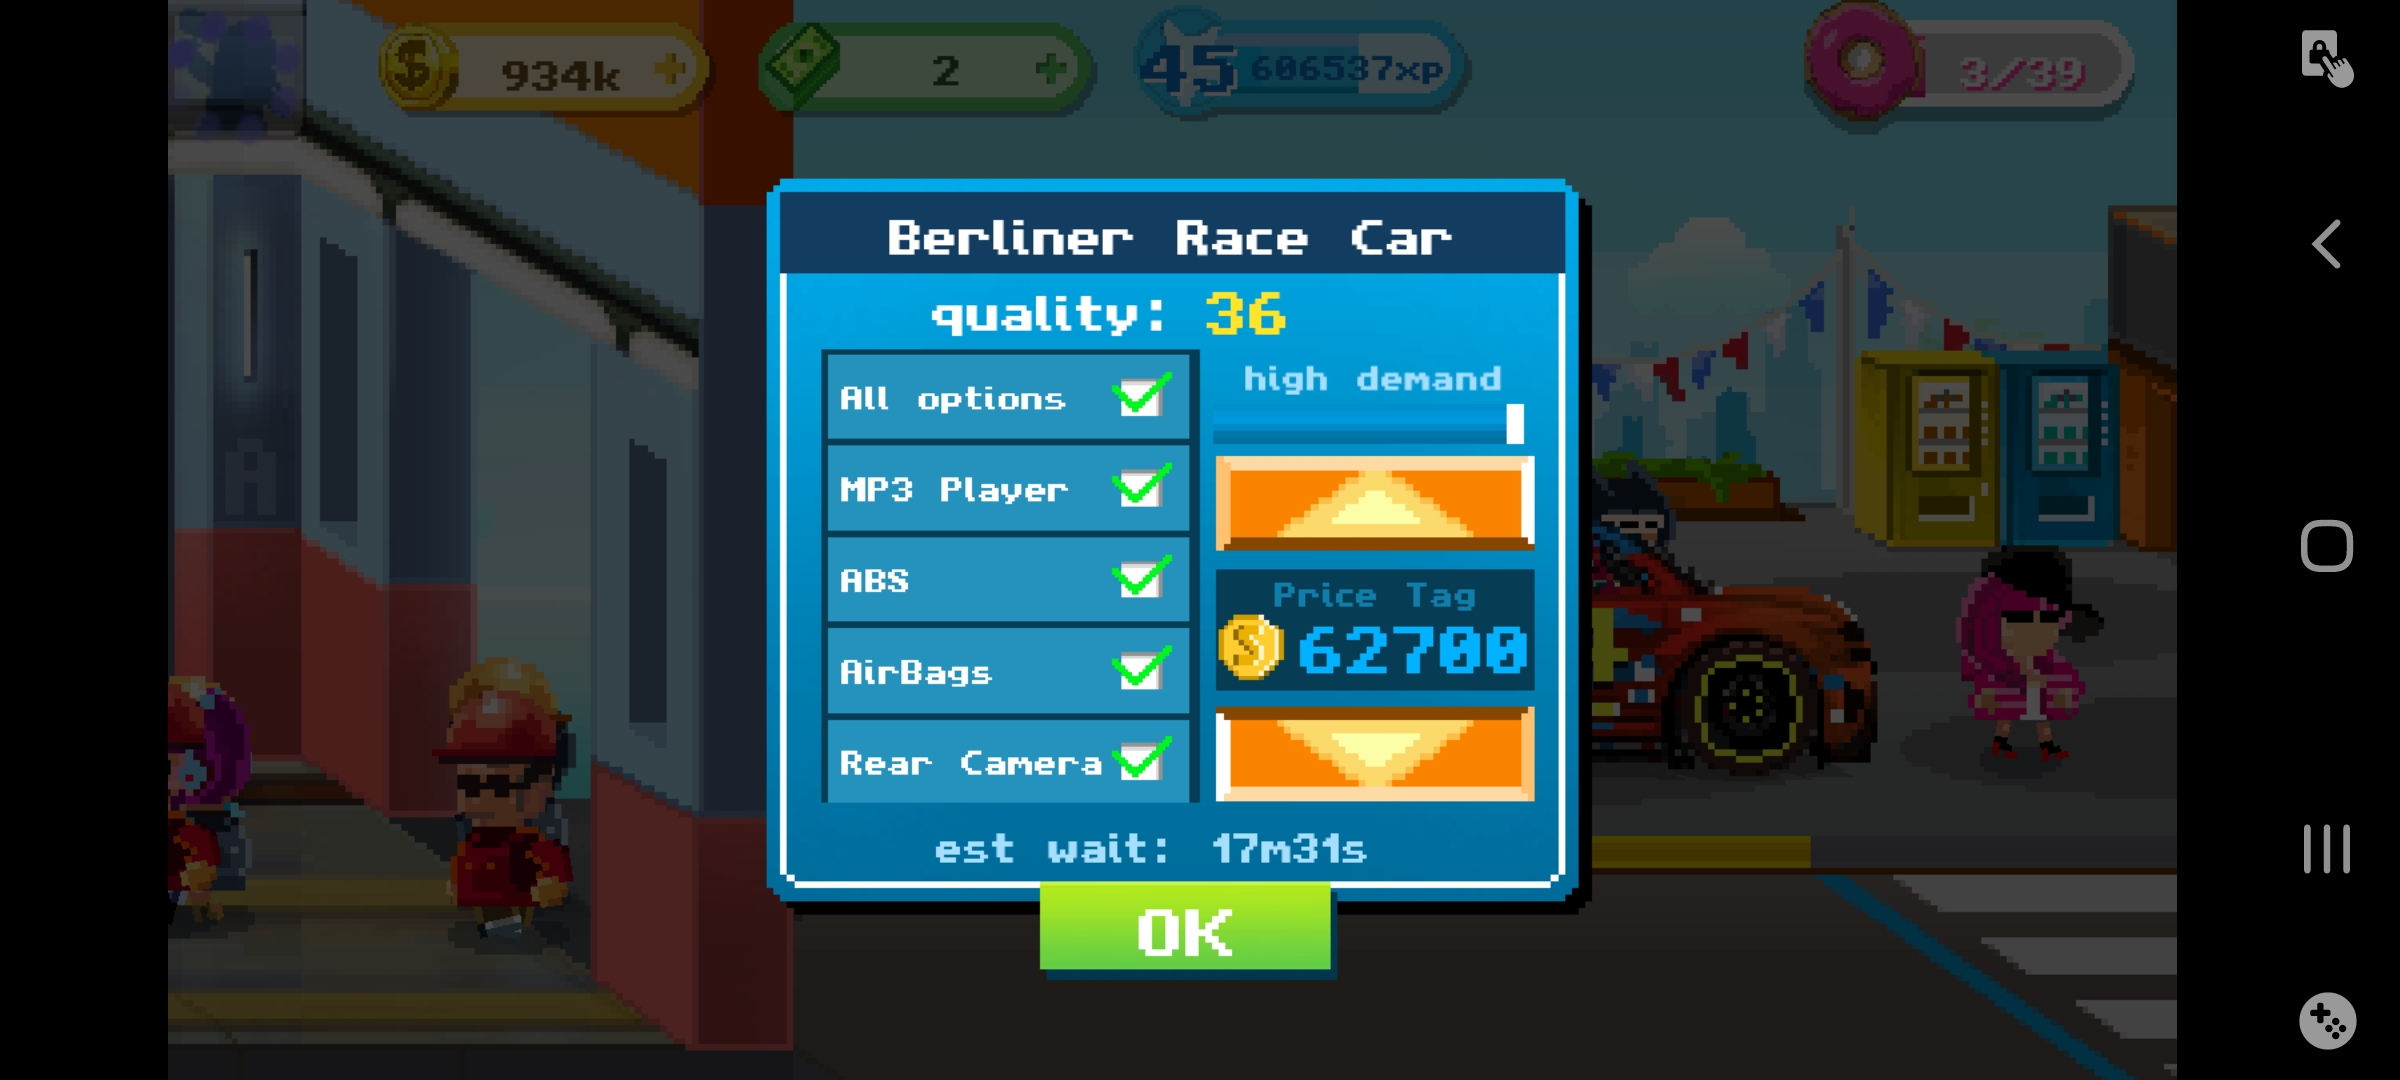 934k
2
45 606537xp
3/39
Berliner Race Car
quality: 36
All options
MP3 Player
ABS
AirBags
Rear Camera
high demand
Price Tag
62700
est wait: 17m31s
OK
A